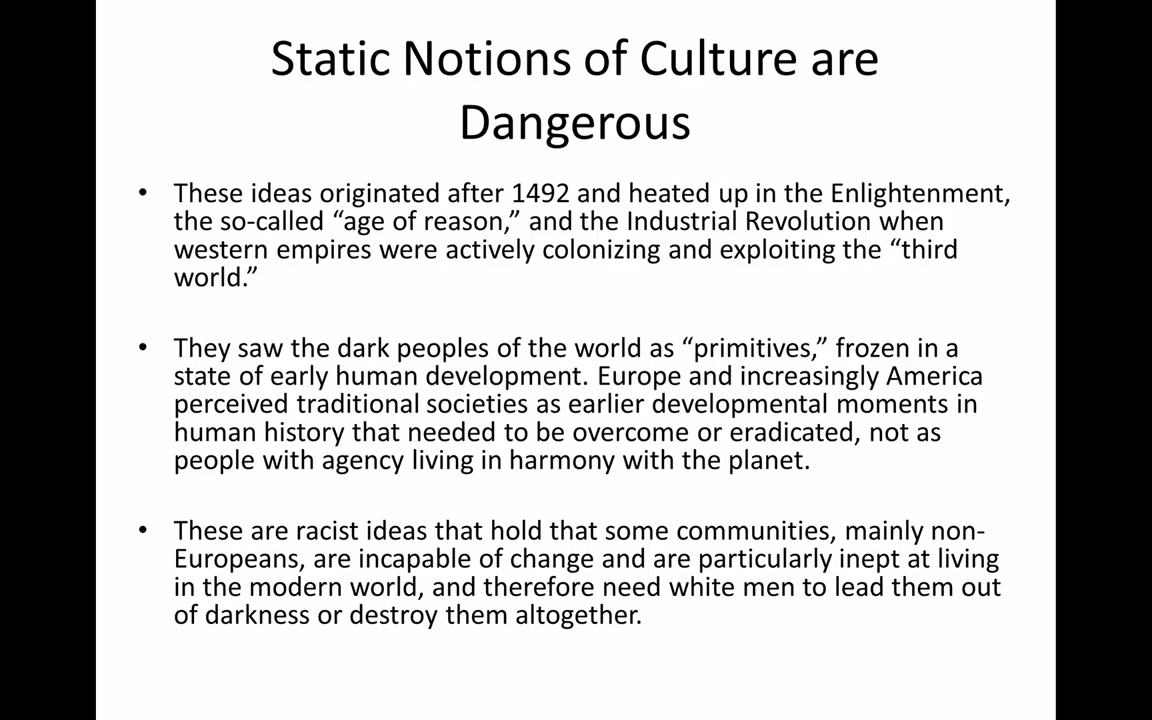 Static Notions of Culture are
Dangerous
• These ideas originated after 1492 and heated up in the Enlightenment,
the so-called “age of reason,” and the Industrial Revolution when
western empires were actively colonizing and exploiting the “third
world.”
• They saw the dark peoples of the world as “primitives,” frozen in a
state of early human development. Europe and increasingly America
perceived traditional societies as earlier developmental moments in
human history that needed to be overcome or eradicated, not as
people with agency living in harmony with the planet.
• These are racist ideas that hold that some communities, mainly non-
Europeans, are incapable of change and are particularly inept at living
in the modern world, and therefore need white men to lead them out
of darkness or destroy them altogether.